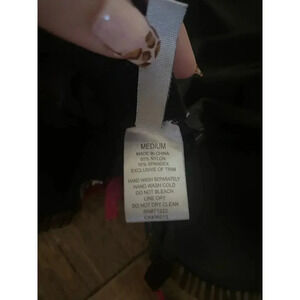 MEDIUM
MADE IN CHINA
90% NYLON
10% SPANDEX
EXCLUSIVE OF TRIM
HAND WASH SEPARATELY
HAND WASH COLD
DO NOT BLEACH
LINE DRY
DO NOT DRY CLEAN